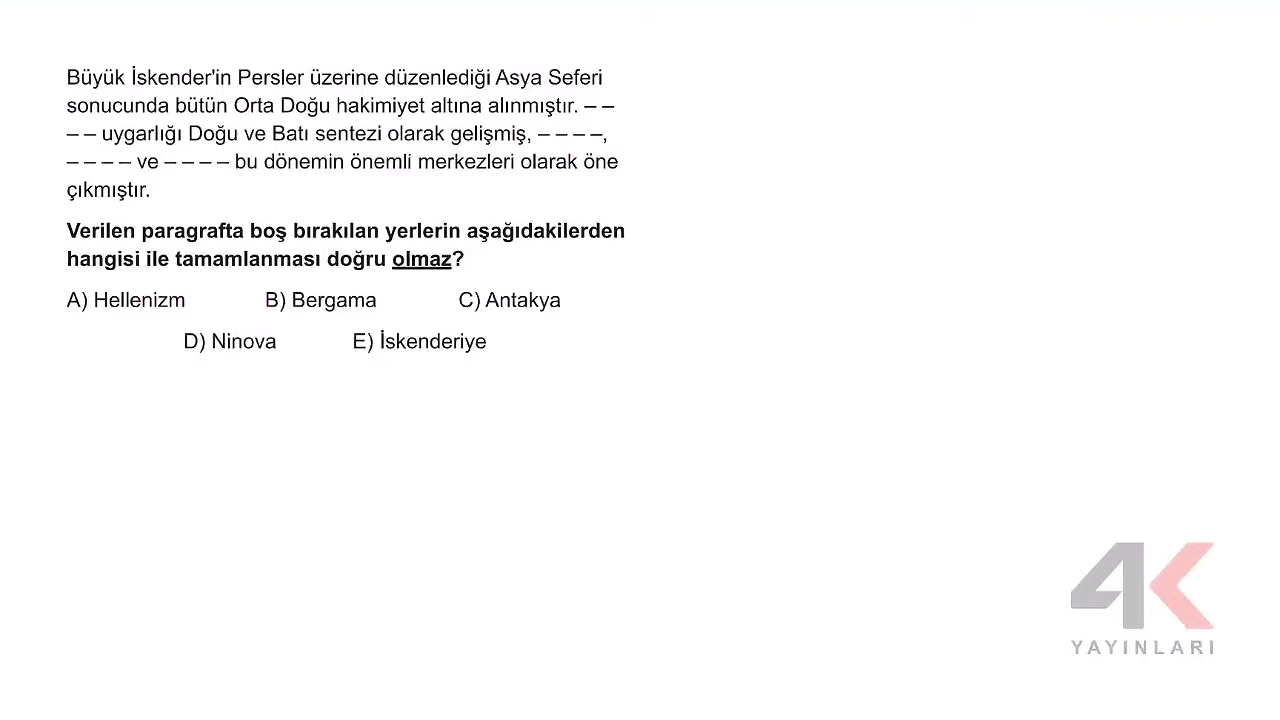 Büyük İskender'in Persler üzerine düzenlediği Asya Seferi
sonucunda bütün Orta Doğu hakimiyet altına alınmıştır. – –
– – uygarlığı Doğu ve Batı sentezi olarak gelişmiş, – – – –,
– – – – ve – – – – bu dönemin önemli merkezleri olarak öne
çıkmıştır.
Verilen paragrafta boş bırakılan yerlerin aşağıdakilerden
hangisi ile tamamlanması doğru olmaz?
A) Hellenizm B) Bergama C) Antakya
D) Ninova E) İskenderiye
4K
YAYINLARI